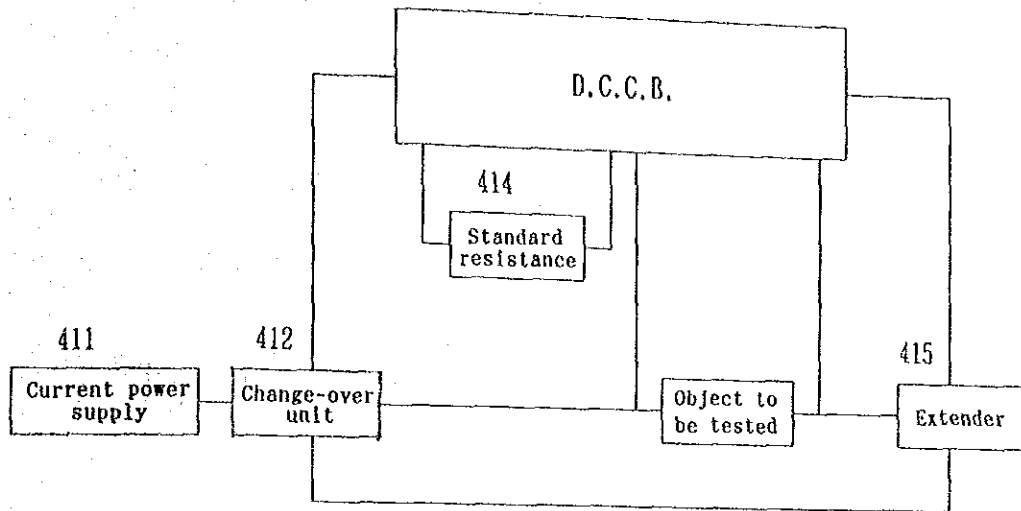 D.C.C.B.
414
Standard
resistance
411
Current power
supply
412
Change-over
unit
Object to
be tested
415
Extender